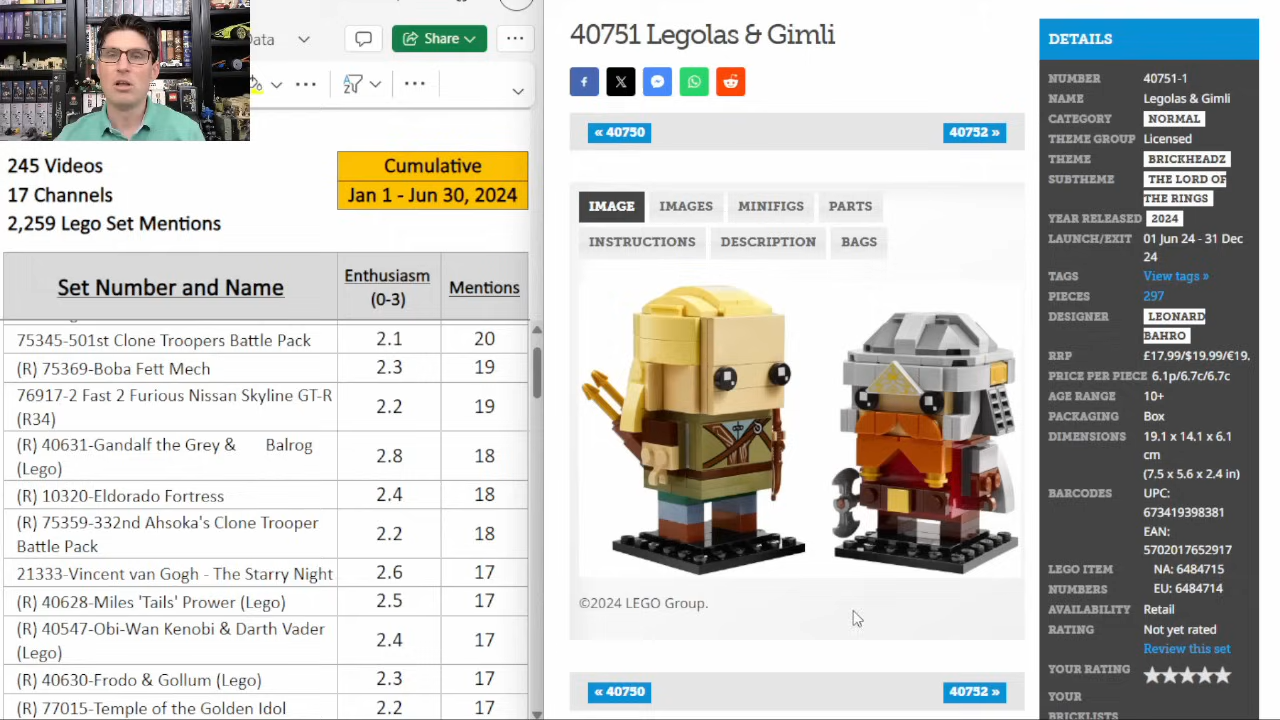 ata
Share
245 Videos
17 Channels
2,259 Lego Set Mentions
Cumulative
Jan 1 - Jun 30, 2024
Set Number and Name
Enthusiasm
(0-3)
Mentions
75345-501st Clone Troopers Battle Pack 2.1 20
(R) 75369-Boba Fett Mech 2.3 19
76917-2 Fast 2 Furious Nissan Skyline GT-R
(R34) 2.2 19
(R) 40631-Gandalf the Grey & Balrog
(Lego) 2.8 18
(R) 10320-Eldorado Fortress 2.4 18
(R) 75359-332nd Ahsoka's Clone Trooper
Battle Pack 2.2 18
21333-Vincent van Gogh - The Starry Night 2.6 17
(R) 40628-Miles 'Tails' Prower (Lego) 2.5 17
(R) 40547-Obi-Wan Kenobi & Darth Vader
(Lego) 2.4 17
(R) 40630-Frodo & Gollum (Lego) 2.3 17
(R) 77015-Temple of the Golden Idol 2.2 17
40751 Legolas & Gimli
« 40750
40752 »
IMAGE IMAGES MINIFIGS PARTS
INSTRUCTIONS DESCRIPTION BAGS
©2024 LEGO Group.
« 40750
40752 »
DETAILS
NUMBER 40751-1
NAME Legolas & Gimli
CATEGORY NORMAL
THEME GROUP Licensed
THEME BRICKHEADZ
SUBTHEME THE LORD OF
THE RINGS
YEAR RELEASED 2024
LAUNCH/EXIT 01 Jun 24 - 31 Dec
24
TAGS View tags »
PIECES 297
DESIGNER LEONARD
BAHRO
RRP £17.99/$19.99/€19.
PRICE PER PIECE 6.1p/6.7c/6.7c
AGE RANGE 10+
PACKAGING Box
DIMENSIONS 19.1 x 14.1 x 6.1
cm
(7.5 x 5.6 x 2.4 in)
BARCODES UPC:
673419398381
EAN:
5702017652917
LEGO ITEM NA: 6484715
NUMBERS EU: 6484714
AVAILABILITY Retail
RATING Not yet rated
Review this set
YOUR RATING
YOUR
BRICKLISTS